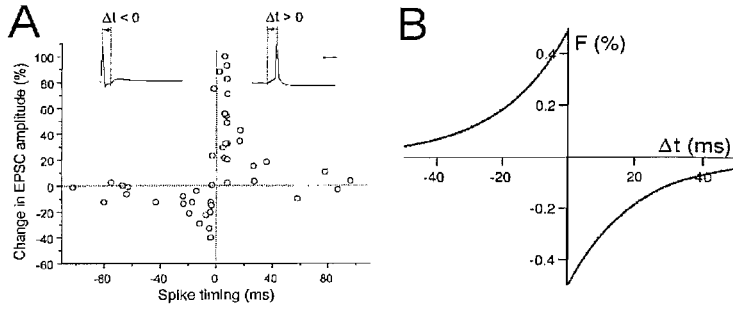 A
Δt < 0
Δt > 0
Change in EPSC amplitude (%)
100
80
60
40
20
0
-20
-40
-60
-80
-40
0
40
80
Spike timing (ms)
B
F (%)
0.4
0.2
Δt (ms)
-40
-20
20
40
-0.2
-0.4